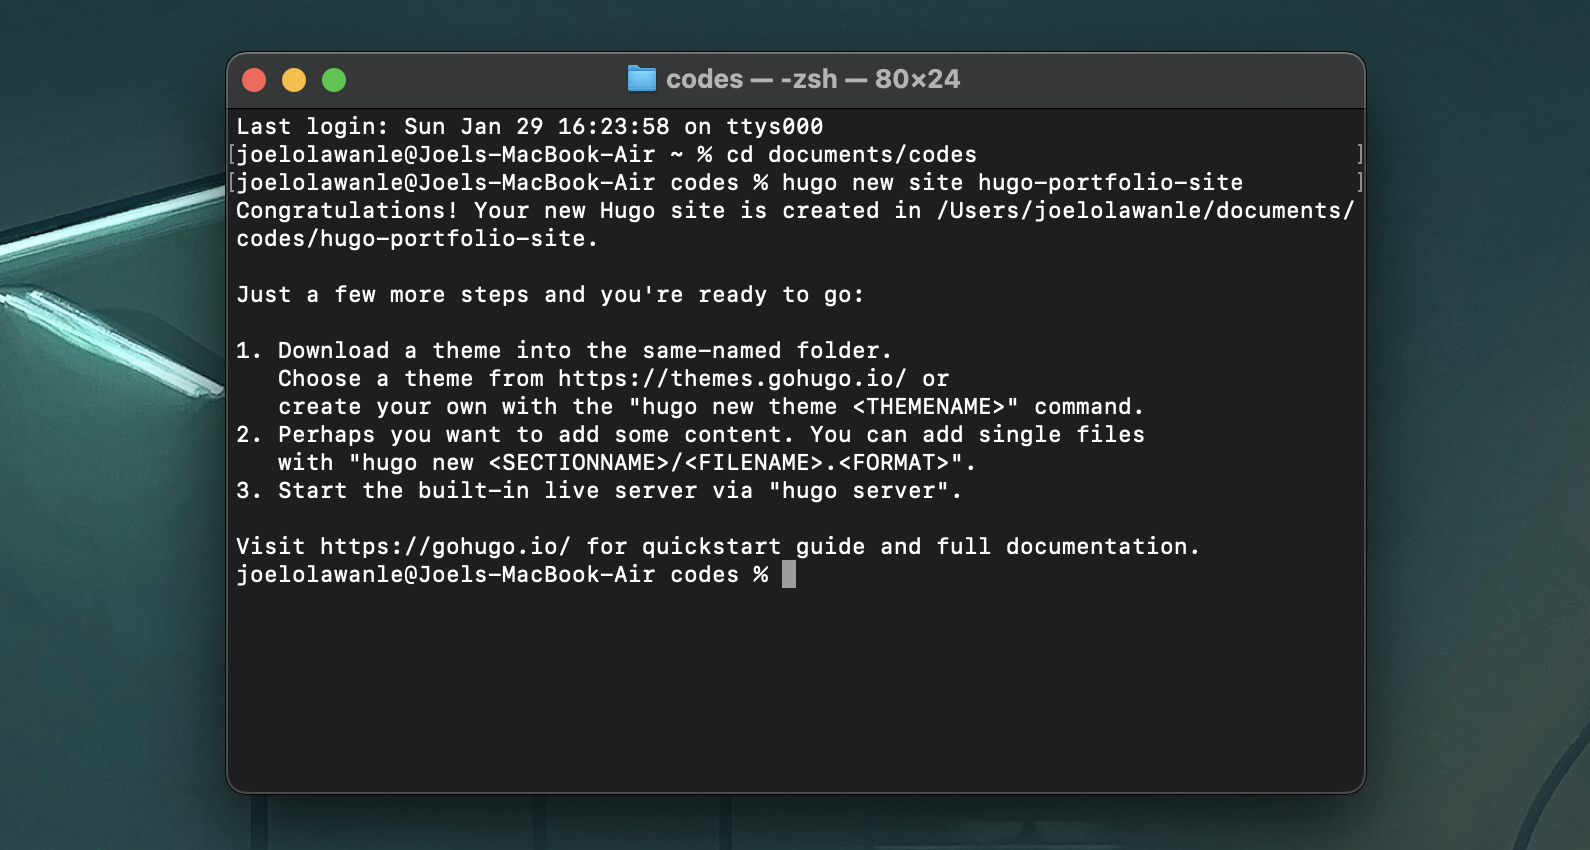 codes — -zsh — 80×24
Last login: Sun Jan 29 16:23:58 on ttys000
[joelolawanle@Joels-MacBook-Air ~ % cd documents/codes ]
[joelolawanle@Joels-MacBook-Air codes % hugo new site hugo-portfolio-site ]
Congratulations! Your new Hugo site is created in /Users/joelolawanle/documents/
codes/hugo-portfolio-site.

Just a few more steps and you're ready to go:

1. Download a theme into the same-named folder.
   Choose a theme from https://themes.gohugo.io/ or
   create your own with the "hugo new theme <THEMENAME>" command.
2. Perhaps you want to add some content. You can add single files
   with "hugo new <SECTIONNAME>/<FILENAME>.<FORMAT>".
3. Start the built-in live server via "hugo server".

Visit https://gohugo.io/ for quickstart guide and full documentation.
joelolawanle@Joels-MacBook-Air codes %